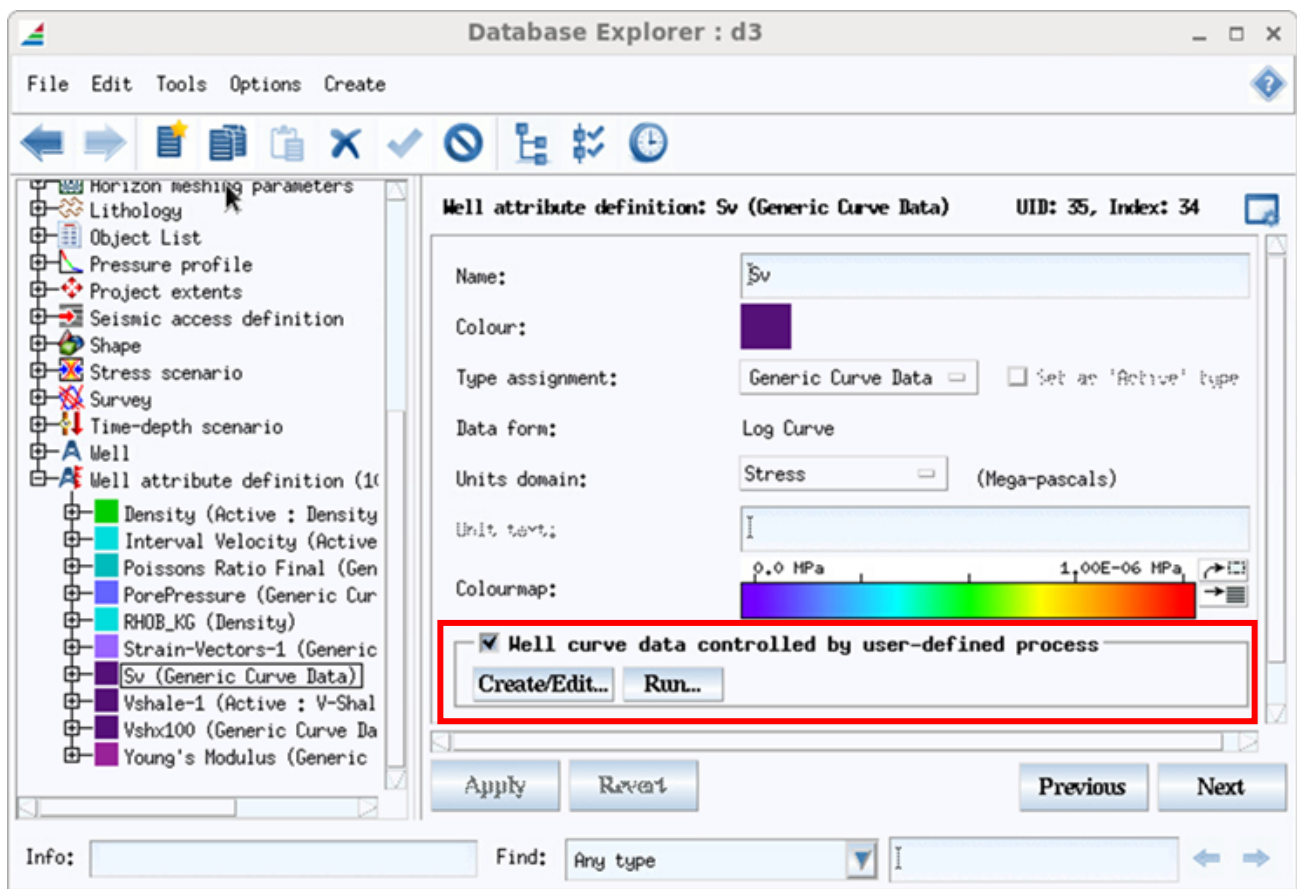 Database Explorer : d3
File Edit Tools Options Create
Horizon meshing parameters
Lithology
Object List
Pressure profile
Project extents
Seismic access definition
Shape
Stress scenario
Survey
Time-depth scenario
Well
Well attribute definition (10
Density (Active : Density
Interval Velocity (Active
Poissons Ratio Final (Gen
PorePressure (Generic Cur
RHOB_KG (Density)
Strain-Vectors-1 (Generic
Sv (Generic Curve Data)
Vshale-1 (Active : V-Shal
Vshx100 (Generic Curve Da
Young's Modulus (Generic
Well attribute definition: Sv (Generic Curve Data) UID: 35, Index: 34
Name: Sv
Colour:
Type assignment: Generic Curve Data Set as 'Active' type
Data form: Log Curve
Units domain: Stress (Mega-pascals)
Unit text:
0.0 MPa 1.00E-06 MPa
Colourmap:
Well curve data controlled by user-defined process
Create/Edit... Run...
Apply Revert Previous Next
Info: Find: Any type